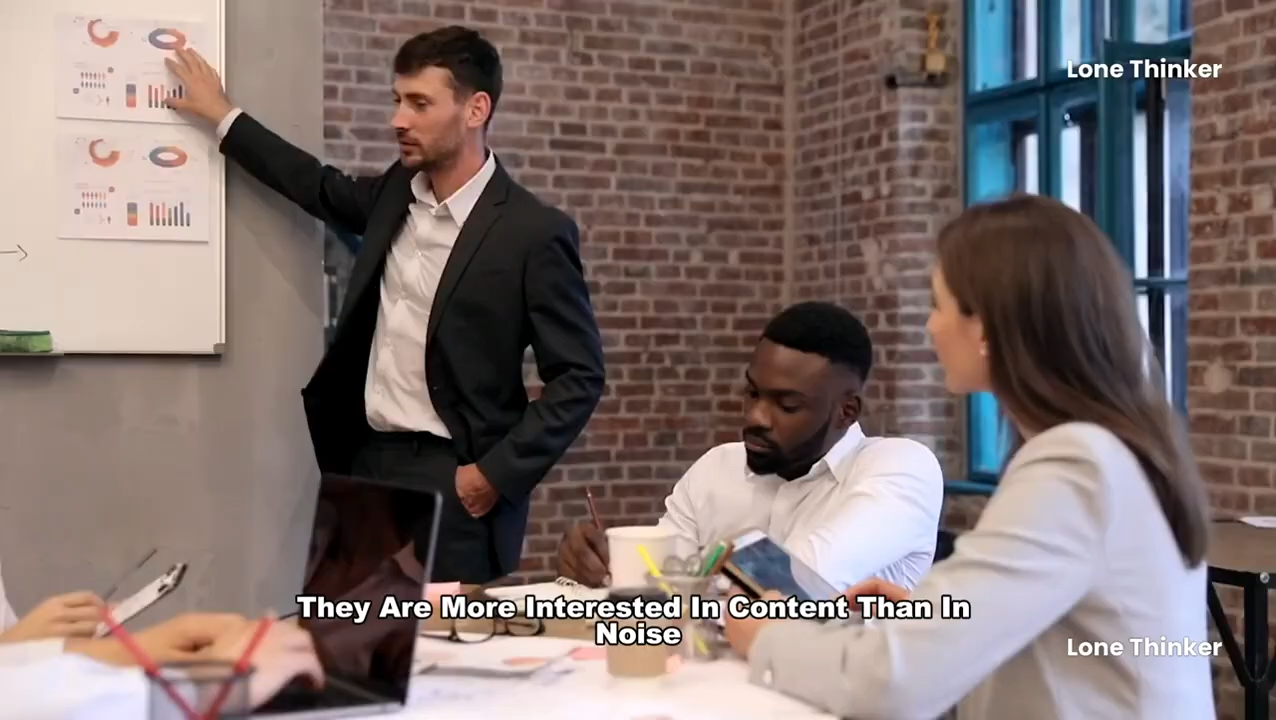 Lone Thinker
They Are More Interested In Content Than In
Noise
Lone Thinker